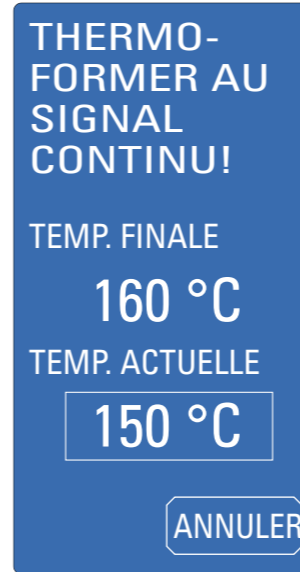 THERMO-
FORMER AU
SIGNAL
CONTINU!
TEMP. FINALE
160 °C
TEMP. ACTUELLE
150 °C
ANNULER